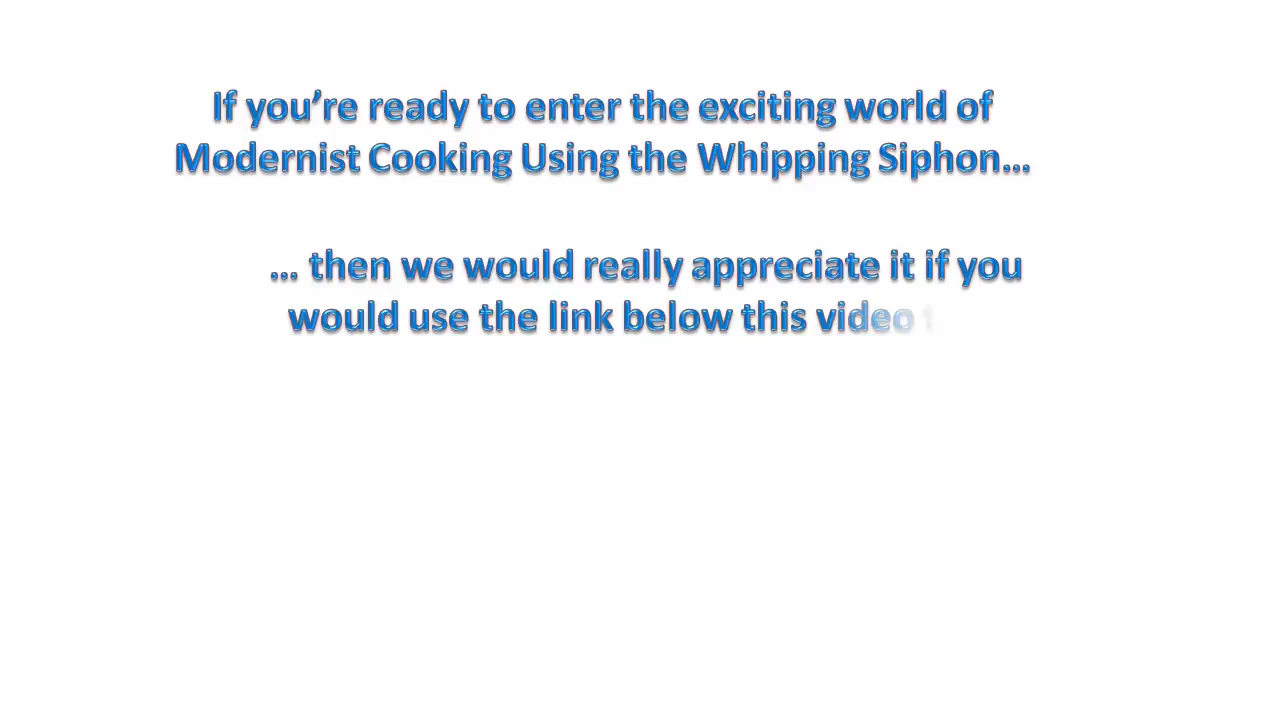 If you’re ready to enter the exciting world of
Modernist Cooking Using the Whipping Siphon…
… then we would really appreciate it if you
would use the link below this video